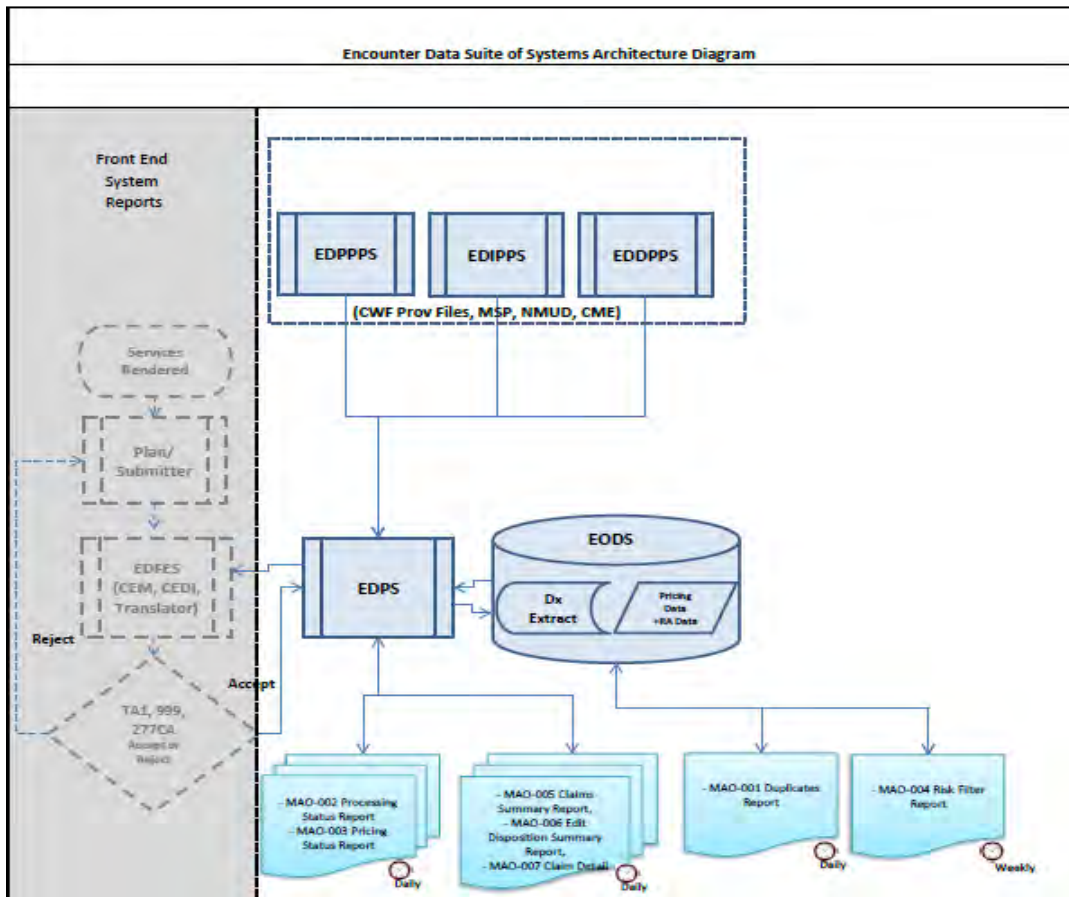 Encounter Data Suite of Systems Architecture Diagram
Front End
System
Reports
EDPPPS
EDIPPS
EDDPPS
(CWF Prov Files, MSP, NMUD, CME)
Services
Rendered
Plan/
Submitter
EDFES
(CEM, CEDI,
Translator)
Reject
Accept
TA1, 999,
277CA
Accept or
Reject
EDPS
EODS
Dx
Extract
Pricing
Data
+RA Data
- MAO-002 Processing
Status Report
- MAO-003 Pricing
Status Report
Daily
- MAO-005 Claims
Summary Report,
- MAO-006 Edit
Disposition Summary
Report,
- MAO-007 Claim Detail
Daily
- MAO-001 Duplicates
Report
Daily
- MAO-004 Risk Filter
Report
Weekly